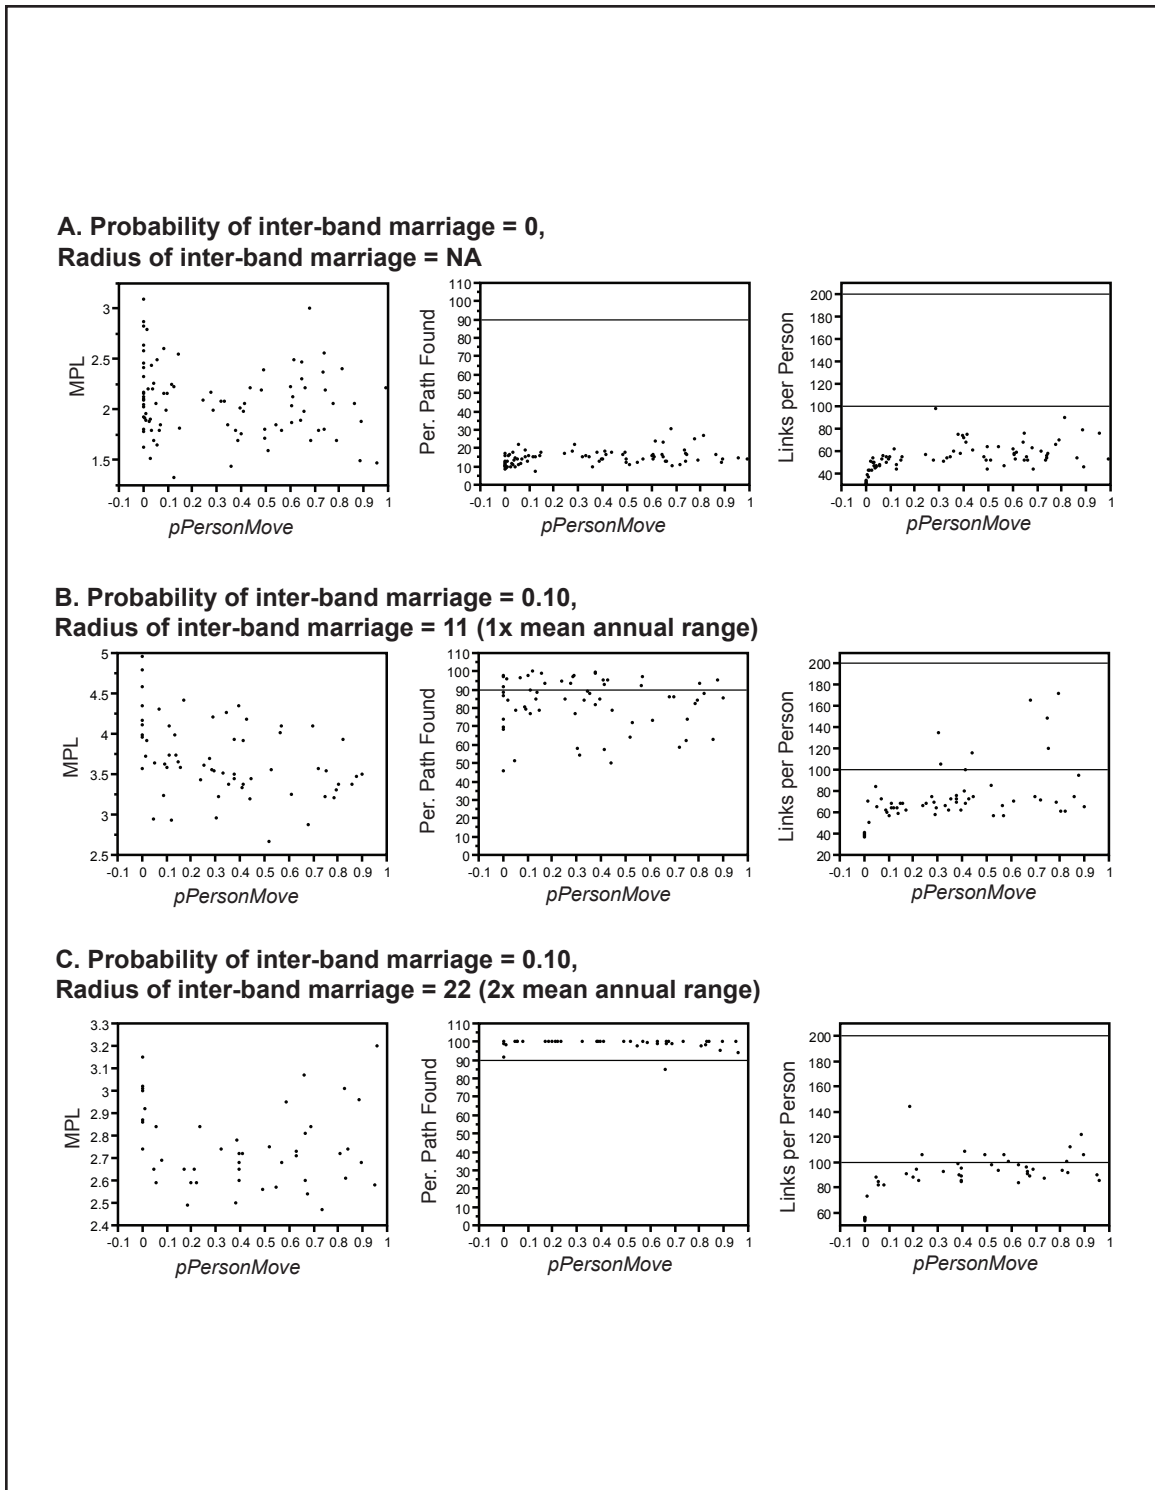 A. Probability of inter-band marriage = 0,
Radius of inter-band marriage = NA
MPL
3
2.5
2
1.5
-0.1 0 0.1 0.2 0.3 0.4 0.5 0.6 0.7 0.8 0.9 1
pPersonMove
Per. Path Found
110
100
90
80
70
60
50
40
30
20
10
0
-0.1 0 0.1 0.2 0.3 0.4 0.5 0.6 0.7 0.8 0.9 1
pPersonMove
Links per Person
200
180
160
140
120
100
80
60
40
-0.1 0 0.1 0.2 0.3 0.4 0.5 0.6 0.7 0.8 0.9 1
pPersonMove
B. Probability of inter-band marriage = 0.10,
Radius of inter-band marriage = 11 (1x mean annual range)
MPL
5
4.5
4
3.5
3
2.5
-0.1 0 0.1 0.2 0.3 0.4 0.5 0.6 0.7 0.8 0.9 1
pPersonMove
Per. Path Found
110
100
90
80
70
60
50
40
30
20
10
0
-0.1 0 0.1 0.2 0.3 0.4 0.5 0.6 0.7 0.8 0.9 1
pPersonMove
Links per Person
200
180
160
140
120
100
80
60
40
20
-0.1 0 0.1 0.2 0.3 0.4 0.5 0.6 0.7 0.8 0.9 1
pPersonMove
C. Probability of inter-band marriage = 0.10,
Radius of inter-band marriage = 22 (2x mean annual range)
MPL
3.3
3.2
3.1
3
2.9
2.8
2.7
2.6
2.5
2.4
-0.1 0 0.1 0.2 0.3 0.4 0.5 0.6 0.7 0.8 0.9 1
pPersonMove
Per. Path Found
110
100
90
80
70
60
50
40
30
20
10
0
-0.1 0 0.1 0.2 0.3 0.4 0.5 0.6 0.7 0.8 0.9 1
pPersonMove
Links per Person
200
180
160
140
120
100
80
60
-0.1 0 0.1 0.2 0.3 0.4 0.5 0.6 0.7 0.8 0.9 1
pPersonMove